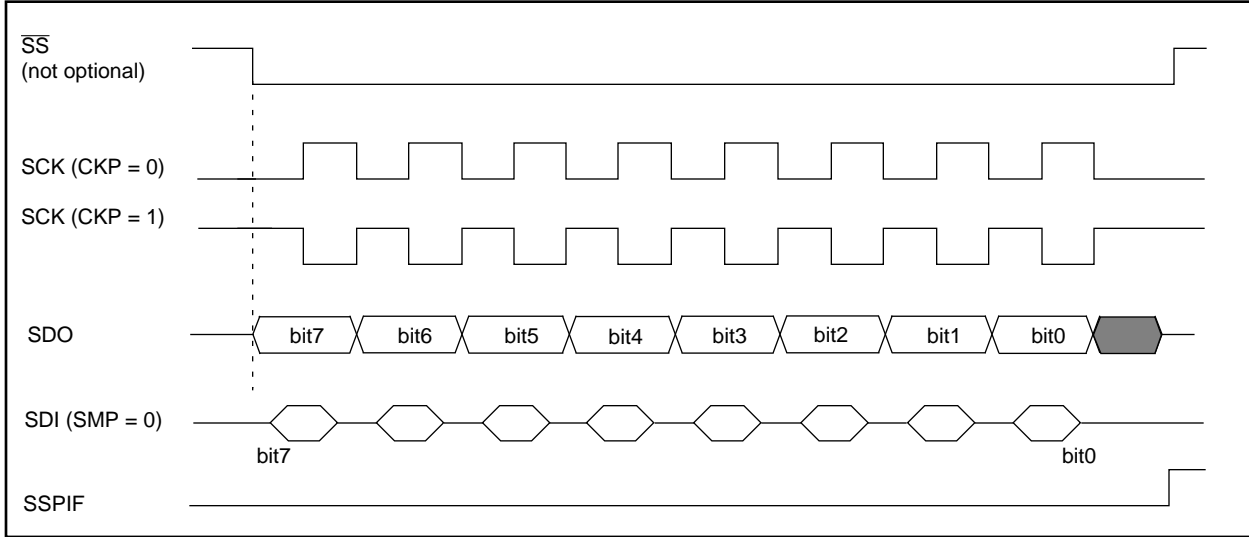 S̅S̅
(not optional)
SCK (CKP = 0)
SCK (CKP = 1)
SDO
bit7 bit6 bit5 bit4 bit3 bit2 bit1 bit0
SDI (SMP = 0)
bit7 bit0
SSPIF